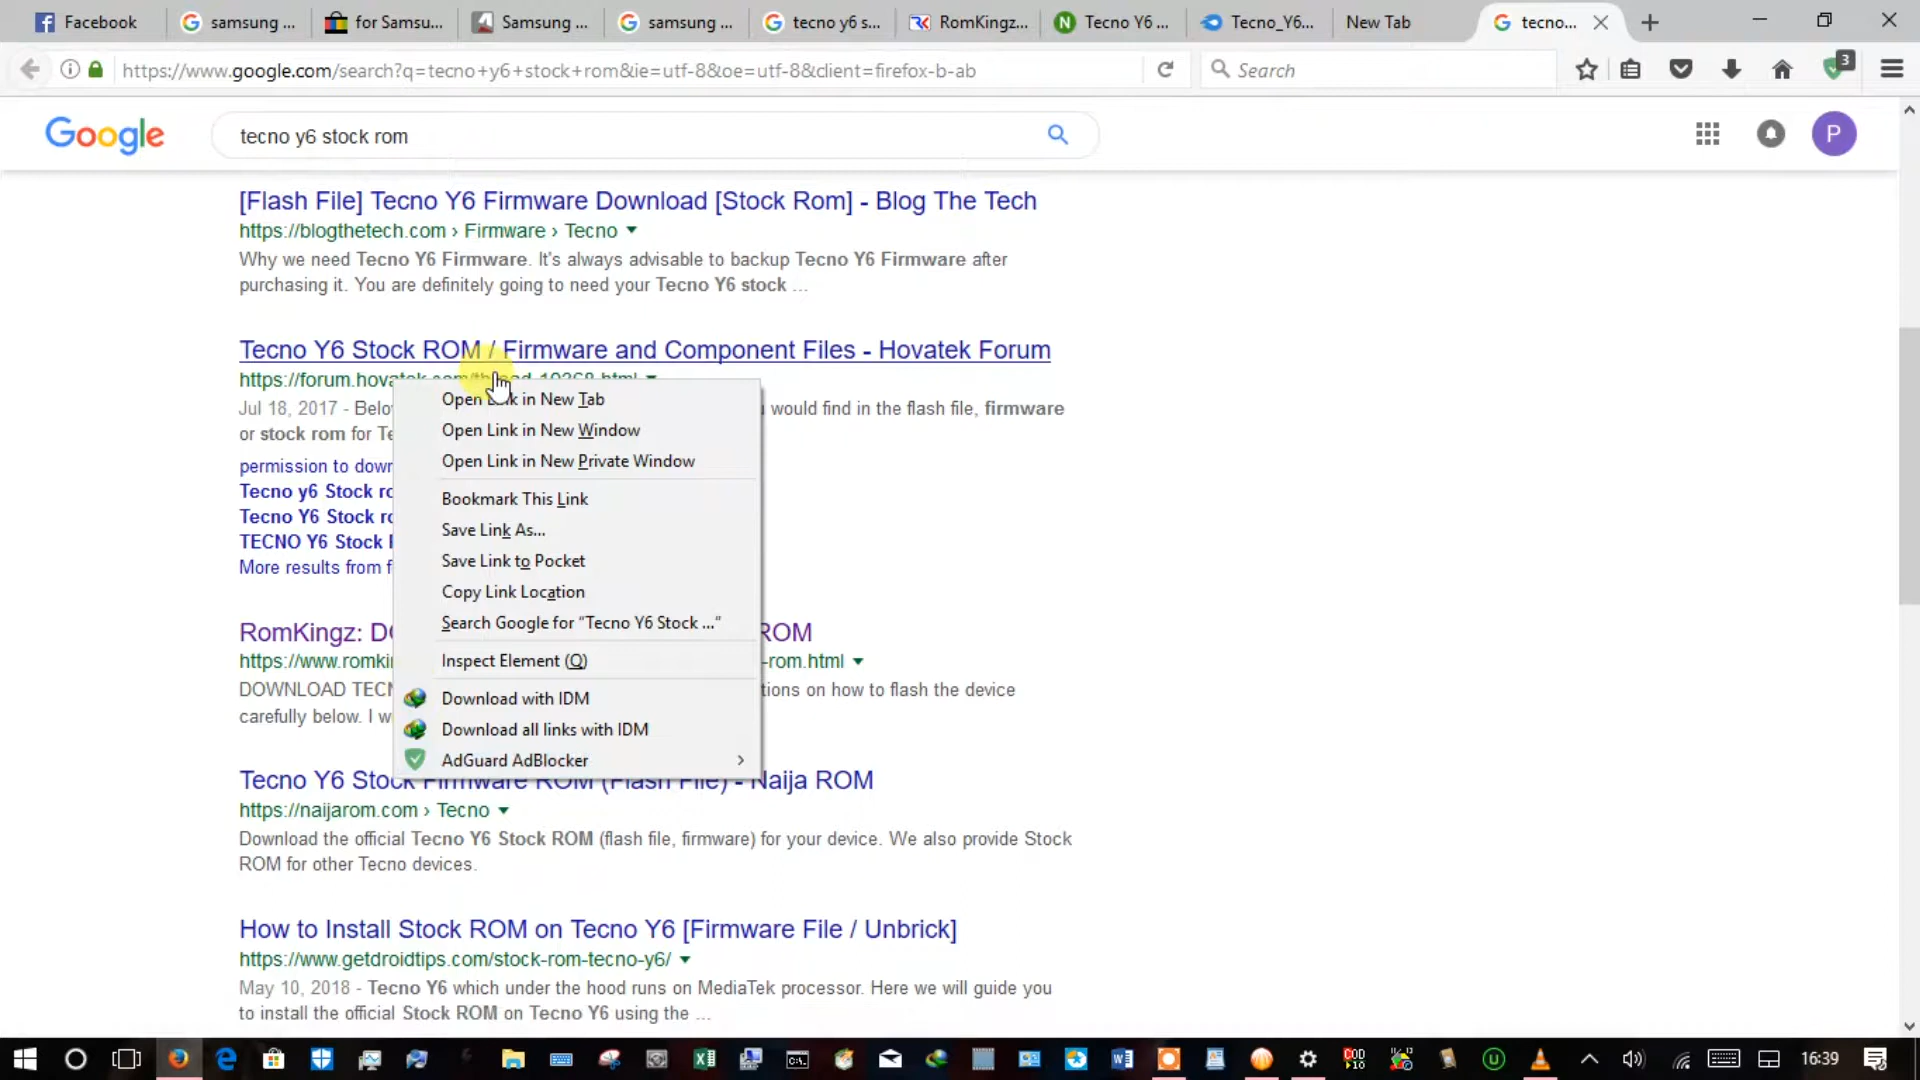 Facebook
samsung ...
for Samsu...
Samsung ...
samsung ...
tecno y6 s...
RomKingz...
Tecno Y6 ...
Tecno_Y6...
New Tab
tecno...
https://www.google.com/search?q=tecno+y6+stock+rom&ie=utf-8&oe=utf-8&client=firefox-b-ab
Search
3
Google
tecno y6 stock rom
P
[Flash File] Tecno Y6 Firmware Download [Stock Rom] - Blog The Tech
https://blogthetech.com › Firmware › Tecno
Why we need Tecno Y6 Firmware. It's always advisable to backup Tecno Y6 Firmware after
purchasing it. You are definitely going to need your Tecno Y6 stock ...
Tecno Y6 Stock ROM / Firmware and Component Files - Hovatek Forum
https://forum.hova
Jul 18, 2017 - Belo would find in the flash file, firmware
or stock rom for Te
permission to down
Tecno y6 Stock ro
Tecno Y6 Stock ro
TECNO Y6 Stock
More results from f
Open Link in New Tab
Open Link in New Window
Open Link in New Private Window
Bookmark This Link
Save Link As...
Save Link to Pocket
Copy Link Location
Search Google for “Tecno Y6 Stock ...”
Inspect Element (Q)
Download with IDM
Download all links with IDM
AdGuard AdBlocker
RomKingz: DO ROM
https://www.romki -rom.html
DOWNLOAD TECN tions on how to flash the device
carefully below. I w
Tecno Y6 Stock Firmware ROM (Flash File) - Naija ROM
https://naijarom.com › Tecno
Download the official Tecno Y6 Stock ROM (flash file, firmware) for your device. We also provide Stock
ROM for other Tecno devices.
How to Install Stock ROM on Tecno Y6 [Firmware File / Unbrick]
https://www.getdroidtips.com/stock-rom-tecno-y6/
May 10, 2018 - Tecno Y6 which under the hood runs on MediaTek processor. Here we will guide you
to install the official Stock ROM on Tecno Y6 using the ...
16:39